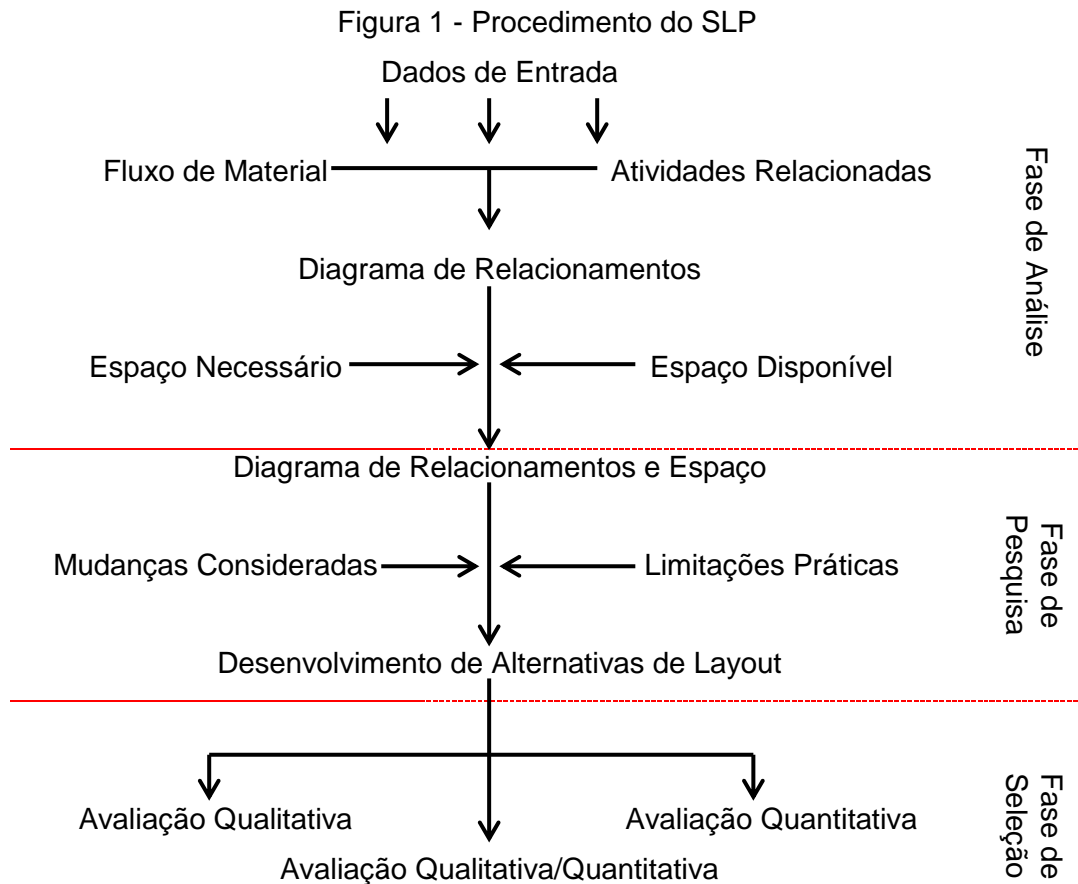 Figura 1 - Procedimento do SLP
Dados de Entrada
Fluxo de Material
Atividades Relacionadas
Diagrama de Relacionamentos
Espaço Necessário
Espaço Disponível
Fase de Análise
Diagrama de Relacionamentos e Espaço
Mudanças Consideradas
Limitações Práticas
Desenvolvimento de Alternativas de Layout
Fase de
Pesquisa
Avaliação Qualitativa
Avaliação Quantitativa
Avaliação Qualitativa/Quantitativa
Fase de
Seleção